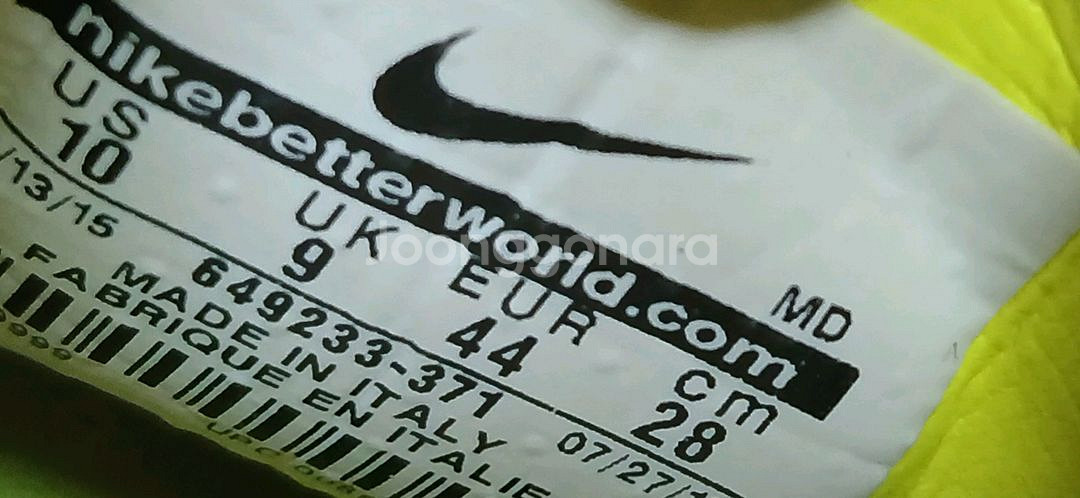 nikebetterworld.com
MD
US UK EUR cm
10 9 44 28
/13/15 649233-371 07/27/1
MADE IN ITALY
FABRIQUE EN ITALIE
Joonggonara